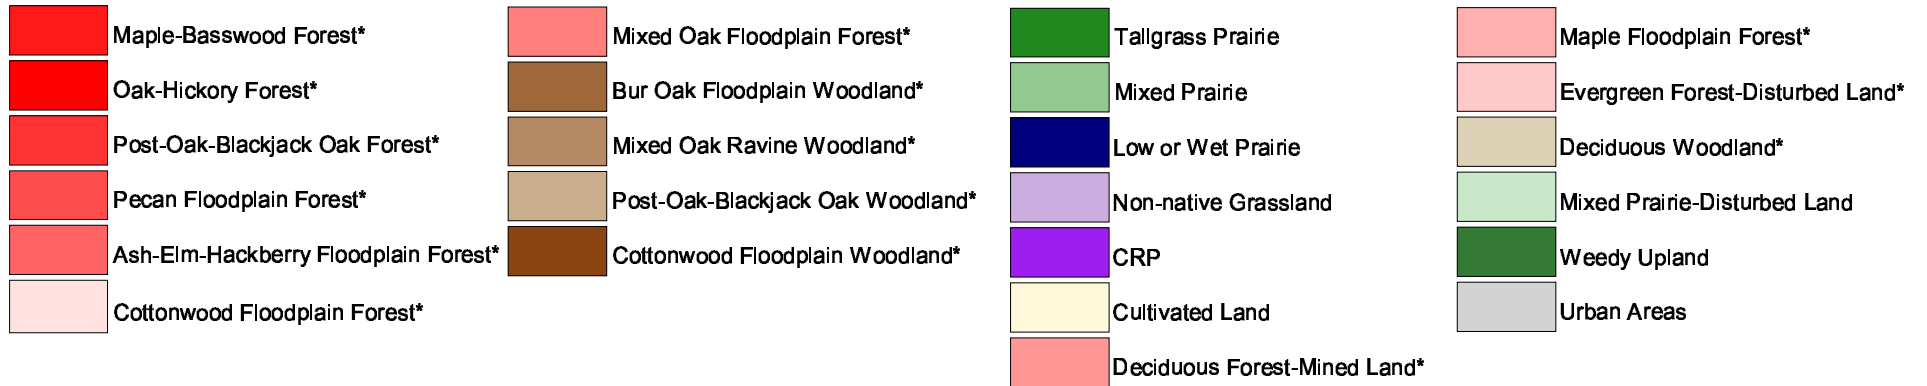 Maple-Basswood Forest*
Oak-Hickory Forest*
Post-Oak-Blackjack Oak Forest*
Pecan Floodplain Forest*
Ash-Elm-Hackberry Floodplain Forest*
Cottonwood Floodplain Forest*
Mixed Oak Floodplain Forest*
Bur Oak Floodplain Woodland*
Mixed Oak Ravine Woodland*
Post-Oak-Blackjack Oak Woodland*
Cottonwood Floodplain Woodland*
Tallgrass Prairie
Mixed Prairie
Low or Wet Prairie
Non-native Grassland
CRP
Cultivated Land
Deciduous Forest-Mined Land*
Maple Floodplain Forest*
Evergreen Forest-Disturbed Land*
Deciduous Woodland*
Mixed Prairie-Disturbed Land
Weedy Upland
Urban Areas